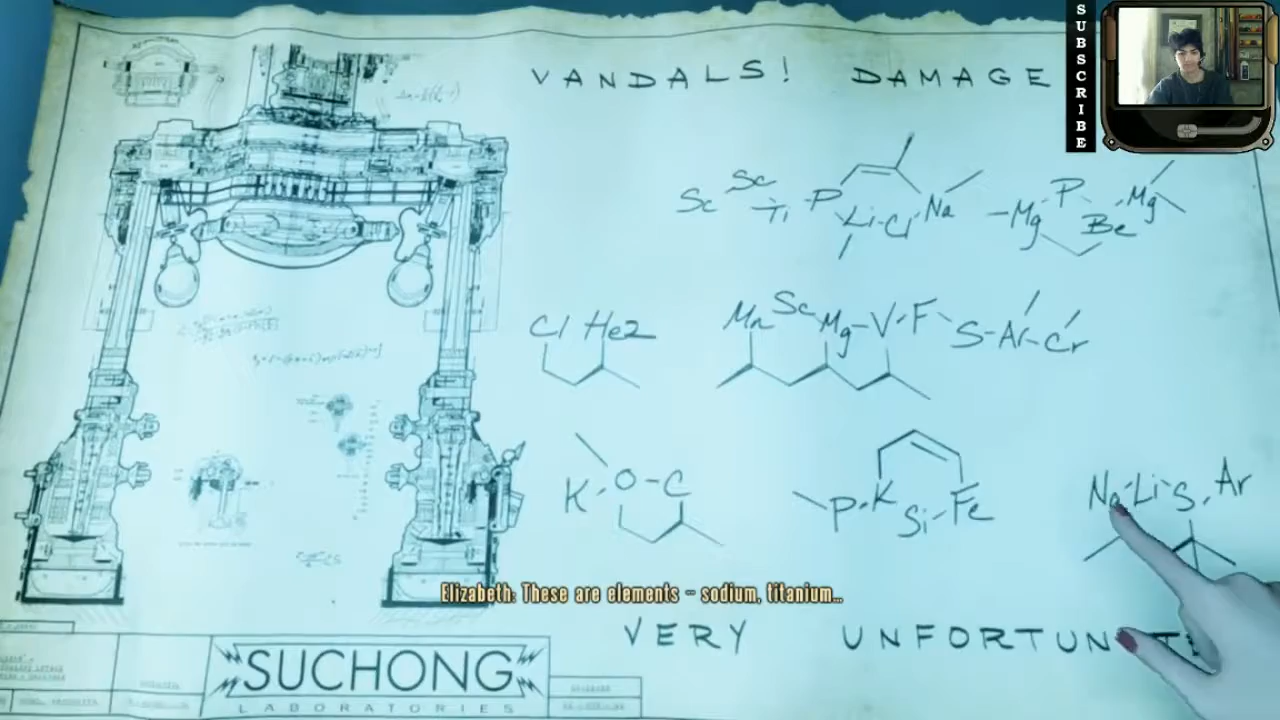 SUBSCRIBE
VANDALS! DAMAGE
Sc Sc Ti P Li Cl Na Mg P Be Mg
Cl He2 Mn Sc Mg V F S Ar Cr
K O C P K Si Fe Na Li S Ar
Elizabeth: These are elements - sodium, titanium...
VERY UNFORTUN
SUCHONG
LABORATORIES